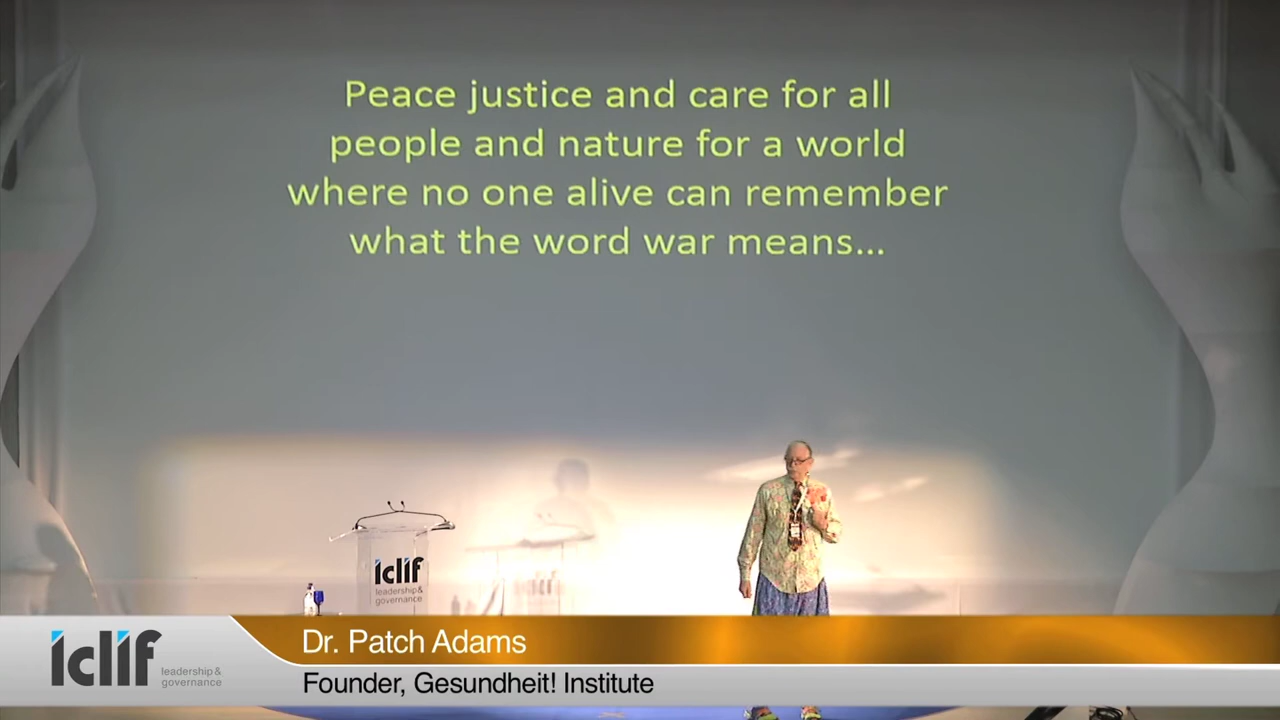 Peace justice and care for all
people and nature for a world
where no one alive can remember
what the word war means...
iclif
leadership&
governance
iclif
leadership &
governance
Dr. Patch Adams
Founder, Gesundheit! Institute